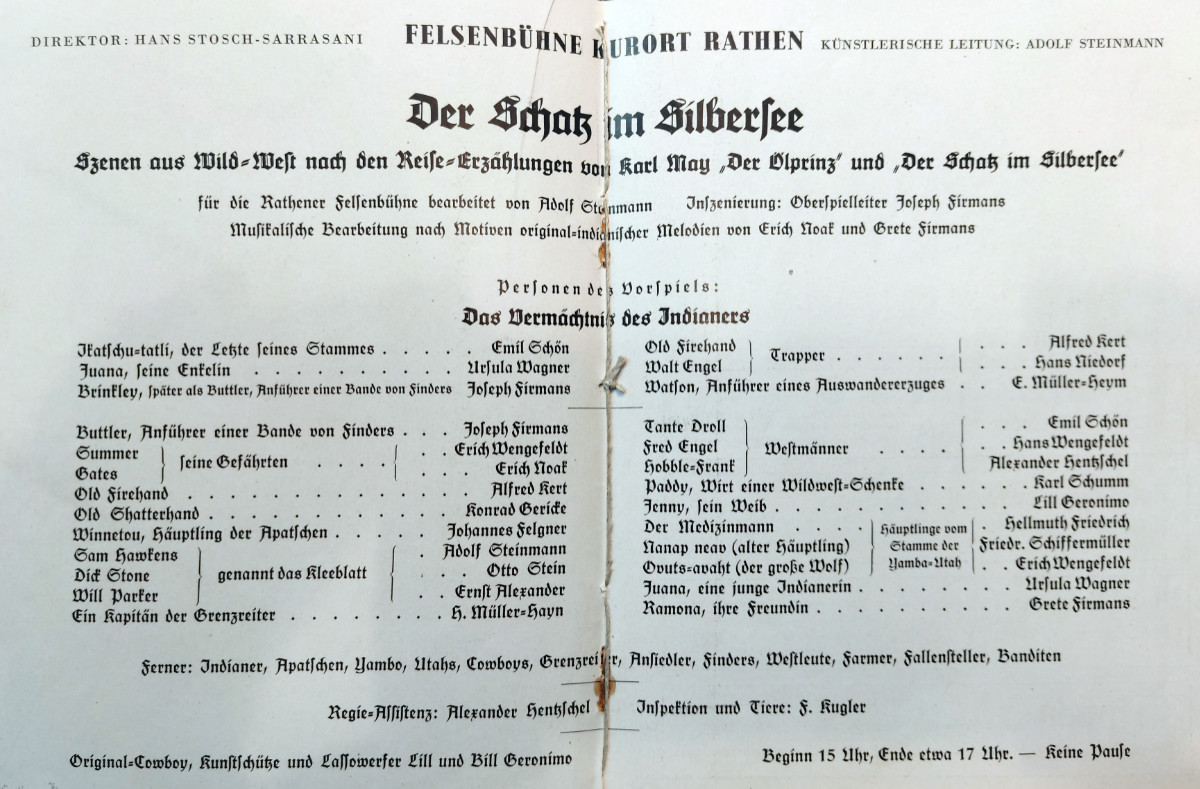 DIREKTOR: HANS STOSCH-SARRASANI FELSENBÜHNE KURORT RATHEN KÜNSTLERISCHE LEITUNG: ADOLF STEINMANN
Der Schatz im Silbersee
Szenen aus Wild-West nach den Reise-Erzählungen von Karl May „Der Ölprinz“ und „Der Schatz im Silbersee“
für die Rathener Felsenbühne bearbeitet von Adolf Steinmann Inszenierung: Oberspielleiter Joseph Firmans
Musikalische Bearbeitung nach Motiven original-indianischer Melodien von Erich Noak und Grete Firmans
Personen des Vorspiels:
Das Vermächtnis des Indianers
Ikatschu-tatli, der Letzte seines Stammes . . . . . Emil Schön
Juana, seine Enkelin . . . . . . . . . . . Ursula Wagner
Brinkley, später als Buttler, Anführer einer Bande von Finders Joseph Firmans
Old Firehand } Trapper . . . . . . { . . . Alfred Kert
Walt Engel . . . Hans Niedorf
Watson, Anführer eines Auswandererzuges . . E. Müller-Heym
Buttler, Anführer einer Bande von Finders . . . Joseph Firmans
Summer } seine Gefährten . . . . { . . Erich Wengefeldt
Gates . . . Erich Noak
Old Firehand . . . . . . . . . . . . . . Alfred Kert
Old Shatterhand . . . . . . . . . . . . Konrad Gericke
Winnetou, Häuptling der Apatschen . . . . . Johannes Felgner
Sam Hawkens . Adolf Steinmann
Dick Stone } genannt das Kleeblatt { . . . Otto Stein
Will Parker . . Ernst Alexander
Ein Kapitän der Grenzreiter . . . . . . . . H. Müller-Hayn
Tante Droll . . . Emil Schön
Fred Engel } Westmänner . . . . { . . Hans Wengefeldt
Hobble-Frank Alexander Hentzschel
Paddy, Wirt einer Wildwest-Schenke . . . . . . Karl Schumm
Jenny, sein Weib . . . . . . . . . . . . Lill Geronimo
Der Medizinmann . . . . } Häuptlinge vom { . Hellmuth Friedrich
Nanap neav (alter Häuptling) Stamme der Friedr. Schiffermüller
Ovuts-avaht (der große Wolf) Yamba-Utah . . Erich Wengefeldt
Juana, eine junge Indianerin . . . . . . . . Ursula Wagner
Ramona, ihre Freundin . . . . . . . . . . Grete Firmans
Ferner: Indianer, Apatschen, Yambo, Utahs, Cowboys, Grenzreiter, Ansiedler, Finders, Westleute, Farmer, Fallensteller, Banditen
Regie-Assistenz: Alexander Hentzschel Inspektion und Tiere: F. Kugler
Original-Cowboy, Kunstschütze und Lassowerfer Lill und Bill Geronimo
Beginn 15 Uhr, Ende etwa 17 Uhr. — Keine Pause